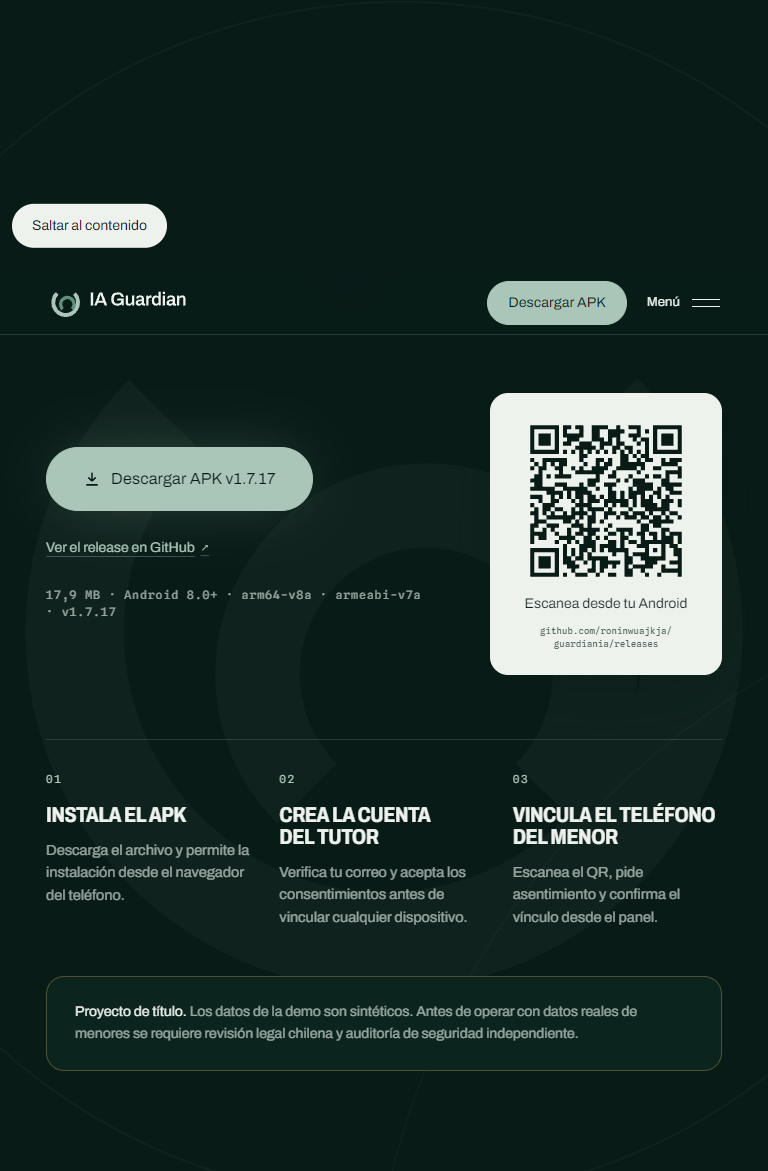 Saltar al contenido
IA Guardian
Descargar APK
Menú
Descargar APK v1.7.17
Ver el release en GitHub ↗
17,9 MB · Android 8.0+ · arm64-v8a · armeabi-v7a
· v1.7.17
Escanea desde tu Android
github.com/roninwuajkja/
guardiania/releases
01
INSTALA EL APK
Descarga el archivo y permite la
instalación desde el navegador
del teléfono.
02
CREA LA CUENTA
DEL TUTOR
Verifica tu correo y acepta los
consentimientos antes de
vincular cualquier dispositivo.
03
VINCULA EL TELÉFONO
DEL MENOR
Escanea el QR, pide
asentimiento y confirma el
vínculo desde el panel.
Proyecto de título. Los datos de la demo son sintéticos. Antes de operar con datos reales de
menores se requiere revisión legal chilena y auditoría de seguridad independiente.